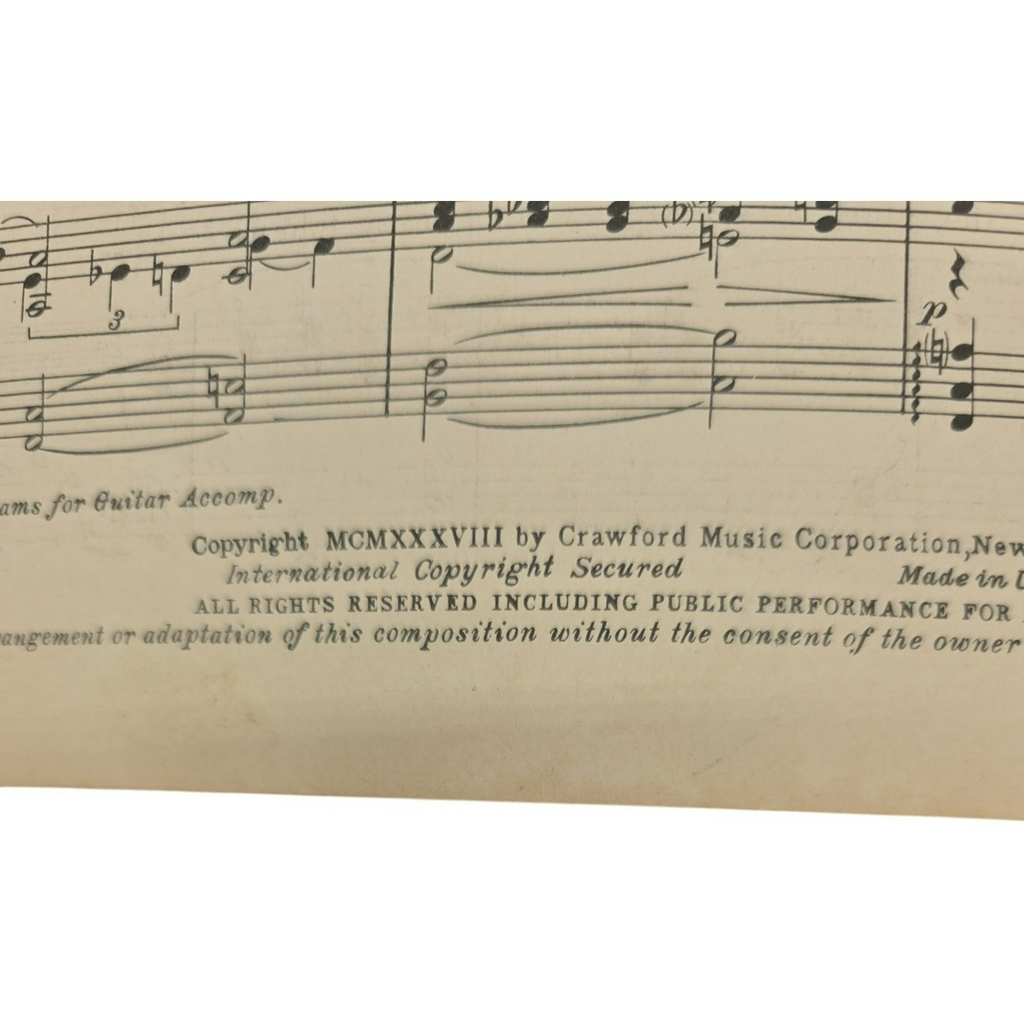 3
p
ams for Guitar Accomp.
Copyright MCMXXXVIII by Crawford Music Corporation, New
International Copyright Secured Made in U
ALL RIGHTS RESERVED INCLUDING PUBLIC PERFORMANCE FOR
rangement or adaptation of this composition without the consent of the owner